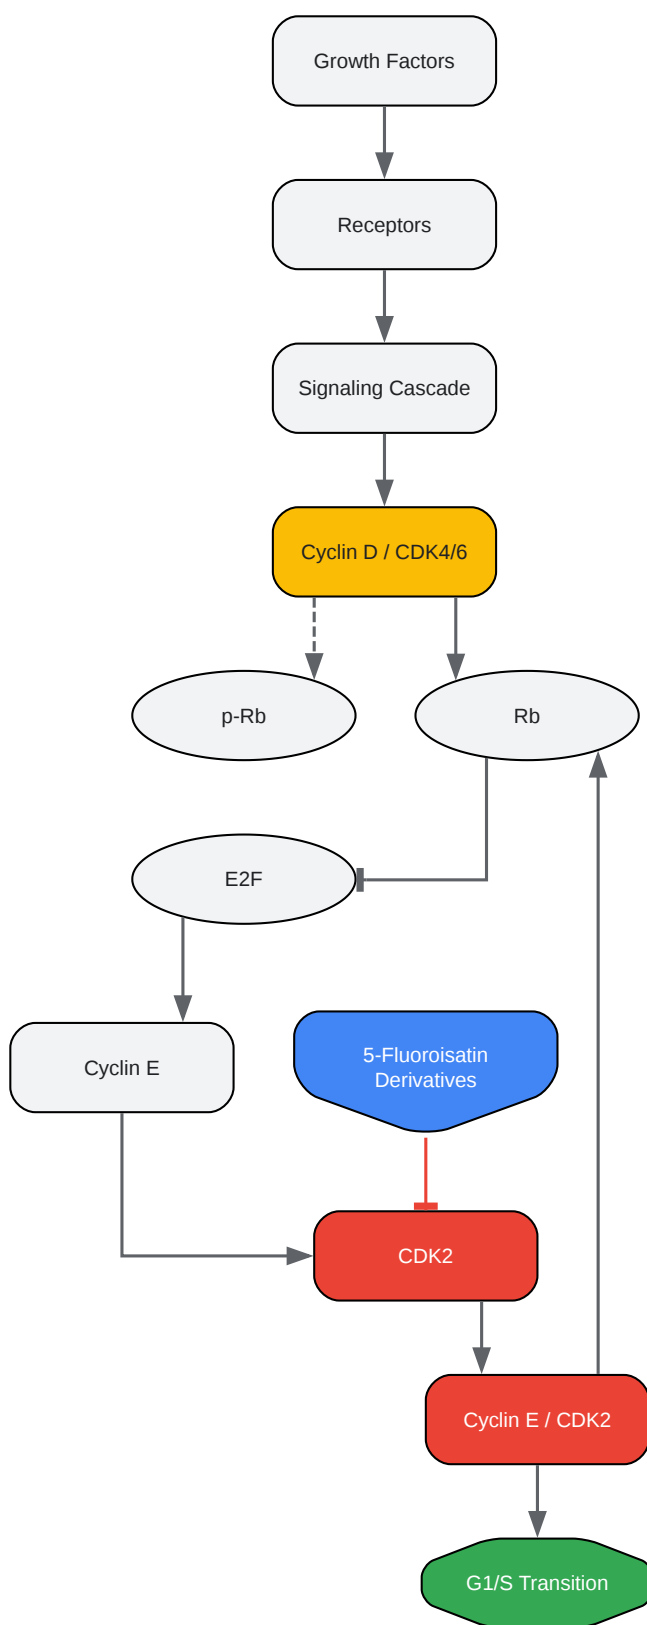 Growth Factors
Receptors
Signaling Cascade
Cyclin D / CDK4/6
p-Rb
Rb
E2F
Cyclin E
5-Fluoroisatin
Derivatives
CDK2
Cyclin E / CDK2
G1/S Transition